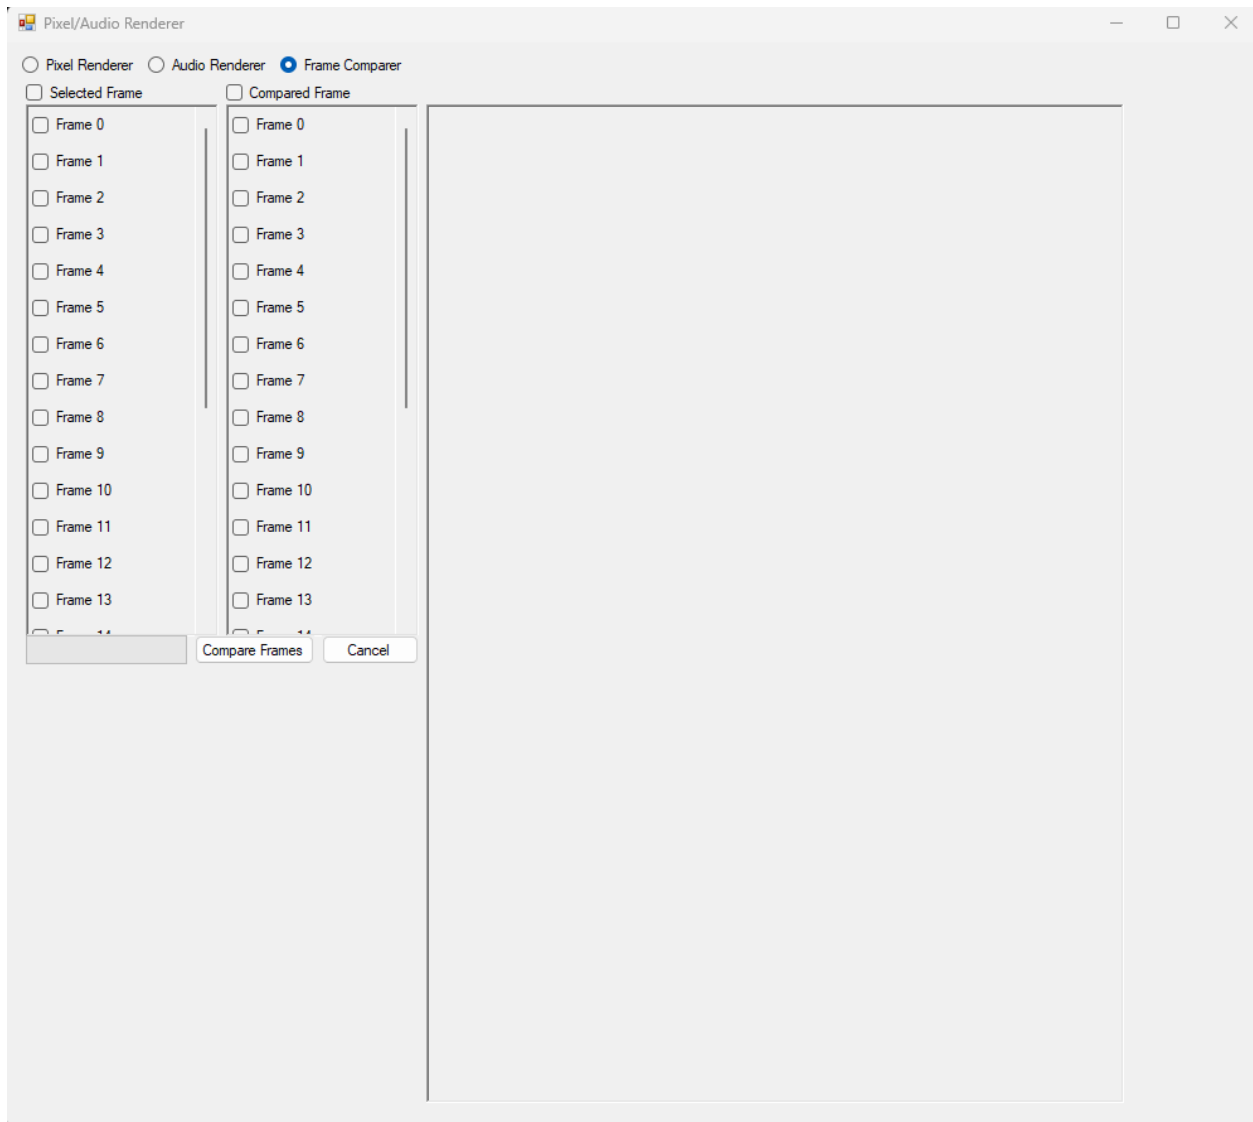 Pixel/Audio Renderer
Pixel Renderer Audio Renderer Frame Comparer
Selected Frame Compared Frame
Frame 0 Frame 0
Frame 1 Frame 1
Frame 2 Frame 2
Frame 3 Frame 3
Frame 4 Frame 4
Frame 5 Frame 5
Frame 6 Frame 6
Frame 7 Frame 7
Frame 8 Frame 8
Frame 9 Frame 9
Frame 10 Frame 10
Frame 11 Frame 11
Frame 12 Frame 12
Frame 13 Frame 13
Compare Frames Cancel